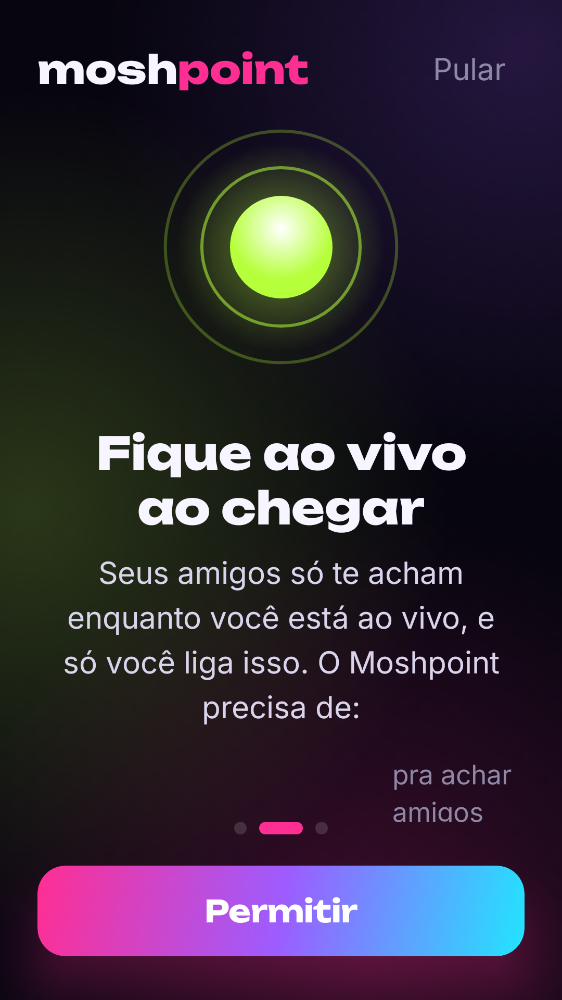 moshpoint
Pular
Fique ao vivo
ao chegar
Seus amigos só te acham
enquanto você está ao vivo, e
só você liga isso. O Moshpoint
precisa de:
pra achar
amigos
Permitir